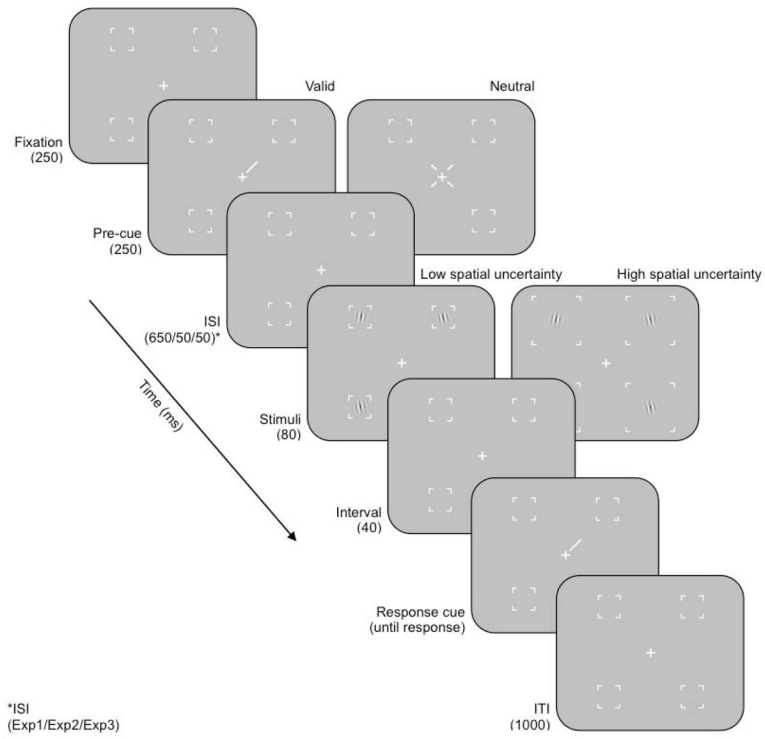 Valid
Neutral
Fixation
(250)
Pre-cue
(250)
Low spatial uncertainty
High spatial uncertainty
ISI
(650/50/50)*
Time (ms)
Stimuli
(80)
Interval
(40)
Response cue
(until response)
*ISI
(Exp1/Exp2/Exp3)
ITI
(1000)